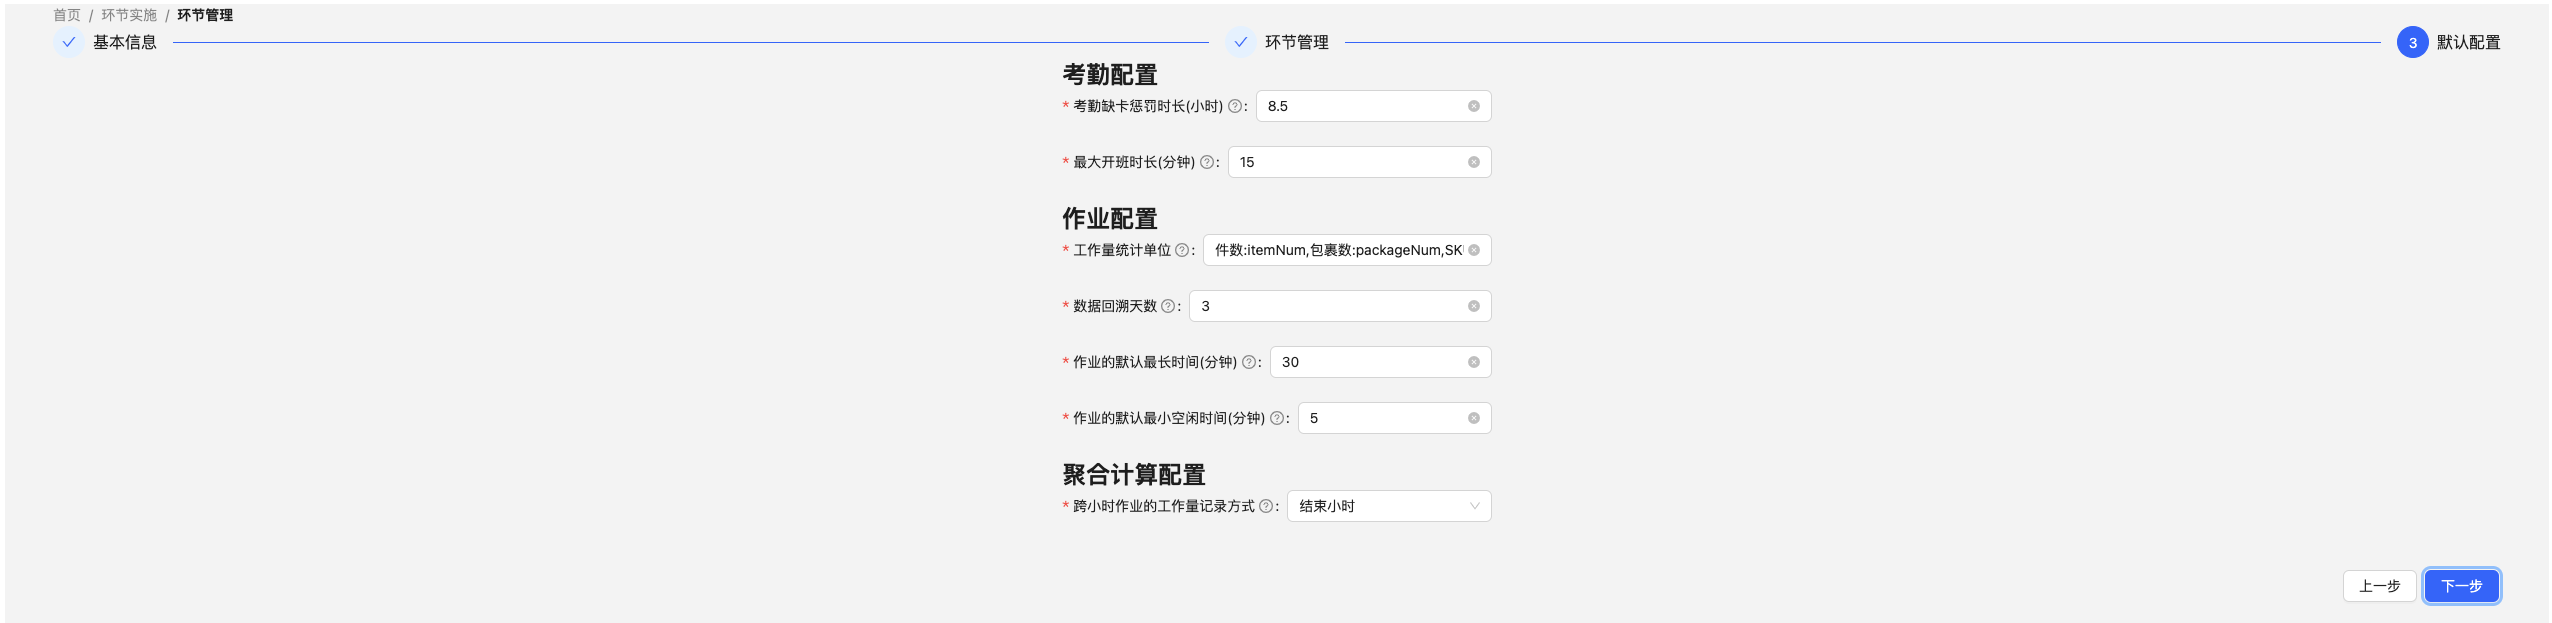 首页 / 环节实施 / 环节管理
基本信息 环节管理 3 默认配置
考勤配置
* 考勤缺卡惩罚时长(小时) ? : 8.5
* 最大开班时长(分钟) ? : 15
作业配置
* 工作量统计单位 ? : 件数:itemNum,包裹数:packageNum,SK
* 数据回溯天数 ? : 3
* 作业的默认最长时间(分钟) ? : 30
* 作业的默认最小空闲时间(分钟) ? : 5
聚合计算配置
* 跨小时作业的工作量记录方式 ? : 结束小时
上一步 下一步